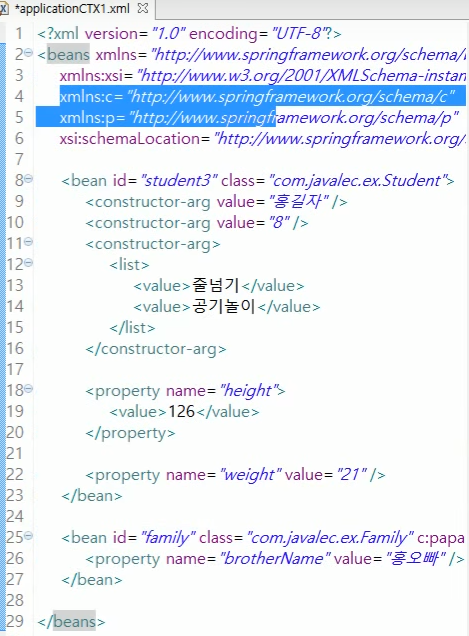 *applicationCTX1.xml
1 <?xml version="1.0" encoding="UTF-8"?>
2 <beans xmlns="http://www.springframework.org/schema/
3 xmlns:xsi="http://www.w3.org/2001/XMLSchema-instan
4 xmlns:c="http://www.springframework.org/schema/c"
5 xmlns:p="http://www.springframework.org/schema/p"
6 xsi:schemaLocation="http://www.springframework.org/
7
8 <bean id="student3" class="com.javalec.ex.Student">
9 <constructor-arg value="홍길자" />
10 <constructor-arg value="8" />
11 <constructor-arg>
12 <list>
13 <value>줄넘기</value>
14 <value>공기놀이</value>
15 </list>
16 </constructor-arg>
17
18 <property name="height">
19 <value>126</value>
20 </property>
21
22 <property name="weight" value="21" />
23 </bean>
24
25 <bean id="family" class="com.javalec.ex.Family" c:papa
26 <property name="brotherName" value="홍오빠" />
27 </bean>
28
29 </beans>